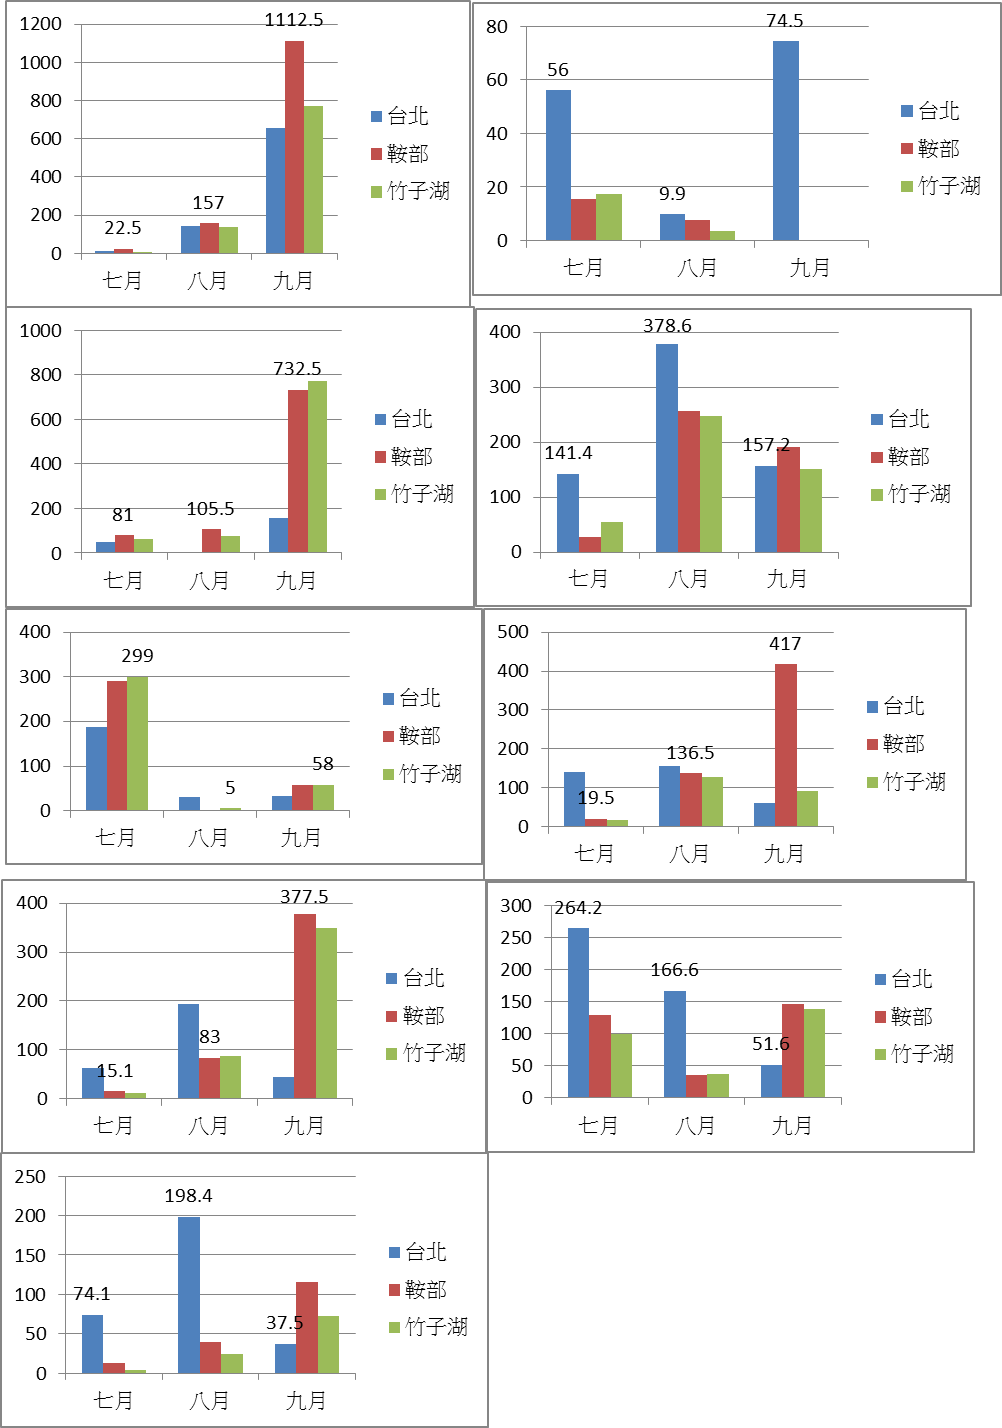 1200
1000
800
600
400
200
0
22.5
157
1112.5
七月
八月
九月
台北
鞍部
竹子湖
80
60
40
20
0
56
9.9
74.5
七月
八月
九月
台北
鞍部
竹子湖
1000
800
600
400
200
0
81
105.5
732.5
七月
八月
九月
台北
鞍部
竹子湖
400
300
200
100
0
141.4
378.6
157.2
七月
八月
九月
台北
鞍部
竹子湖
400
300
200
100
0
299
5
58
七月
八月
九月
台北
鞍部
竹子湖
500
400
300
200
100
0
19.5
136.5
417
七月
八月
九月
台北
鞍部
竹子湖
400
300
200
100
0
15.1
83
377.5
七月
八月
九月
台北
鞍部
竹子湖
300
250
200
150
100
50
0
264.2
166.6
51.6
七月
八月
九月
台北
鞍部
竹子湖
250
200
150
100
50
0
74.1
198.4
37.5
七月
八月
九月
台北
鞍部
竹子湖